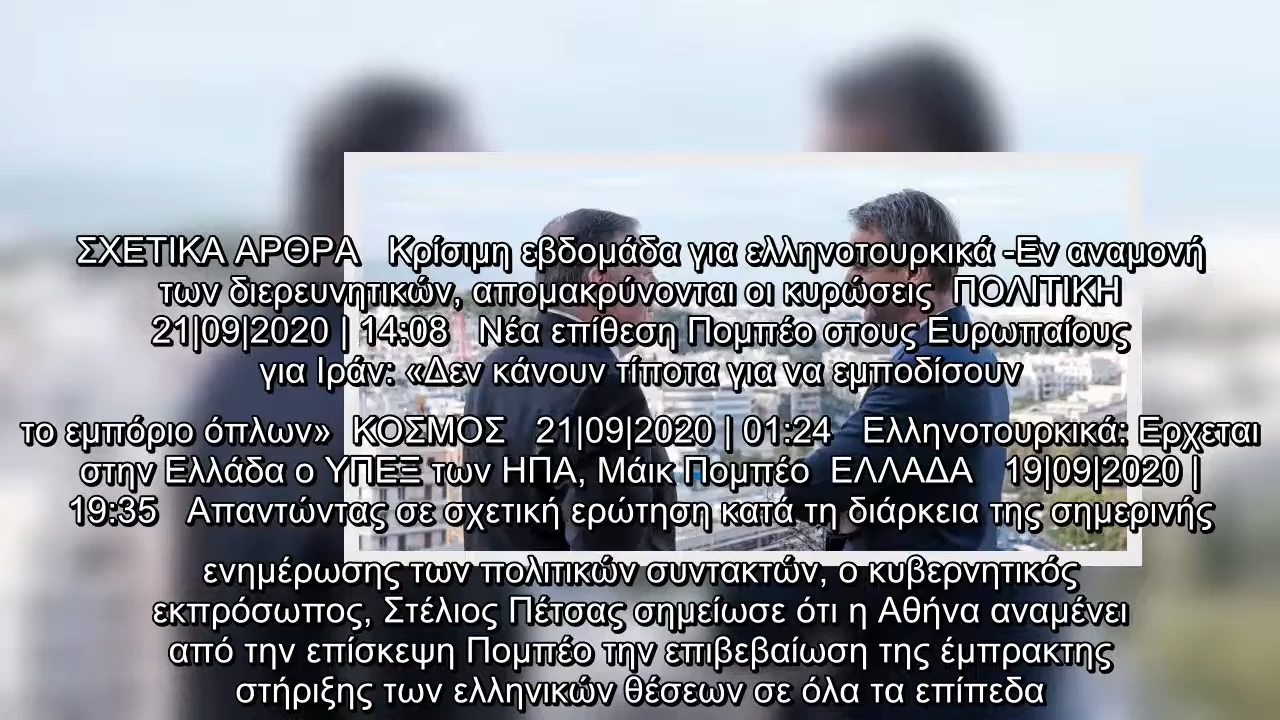 ΣΧΕΤΙΚΑ ΑΡΘΡΑ Κρίσιμη εβδομάδα για ελληνοτουρκικά -Εν αναμονή
των διερευνητικών, απομακρύνονται οι κυρώσεις ΠΟΛΙΤΙΚΗ
21|09|2020 | 14:08 Νέα επίθεση Πομπέο στους Ευρωπαίους
για Ιράν: «Δεν κάνουν τίποτα για να εμποδίσουν
το εμπόριο όπλων» ΚΟΣΜΟΣ 21|09|2020 | 01:24 Ελληνοτουρκικά: Ερχεται
στην Ελλάδα ο ΥΠΕΞ των ΗΠΑ, Μάικ Πομπέο ΕΛΛΑΔΑ 19|09|2020 |
19:35 Απαντώντας σε σχετική ερώτηση κατά τη διάρκεια της σημερινής
ενημέρωσης των πολιτικών συντακτών, ο κυβερνητικός
εκπρόσωπος, Στέλιος Πέτσας σημείωσε ότι η Αθήνα αναμένει
από την επίσκεψη Πομπέο την επιβεβαίωση της έμπρακτης
στήριξης των ελληνικών θέσεων σε όλα τα επίπεδα